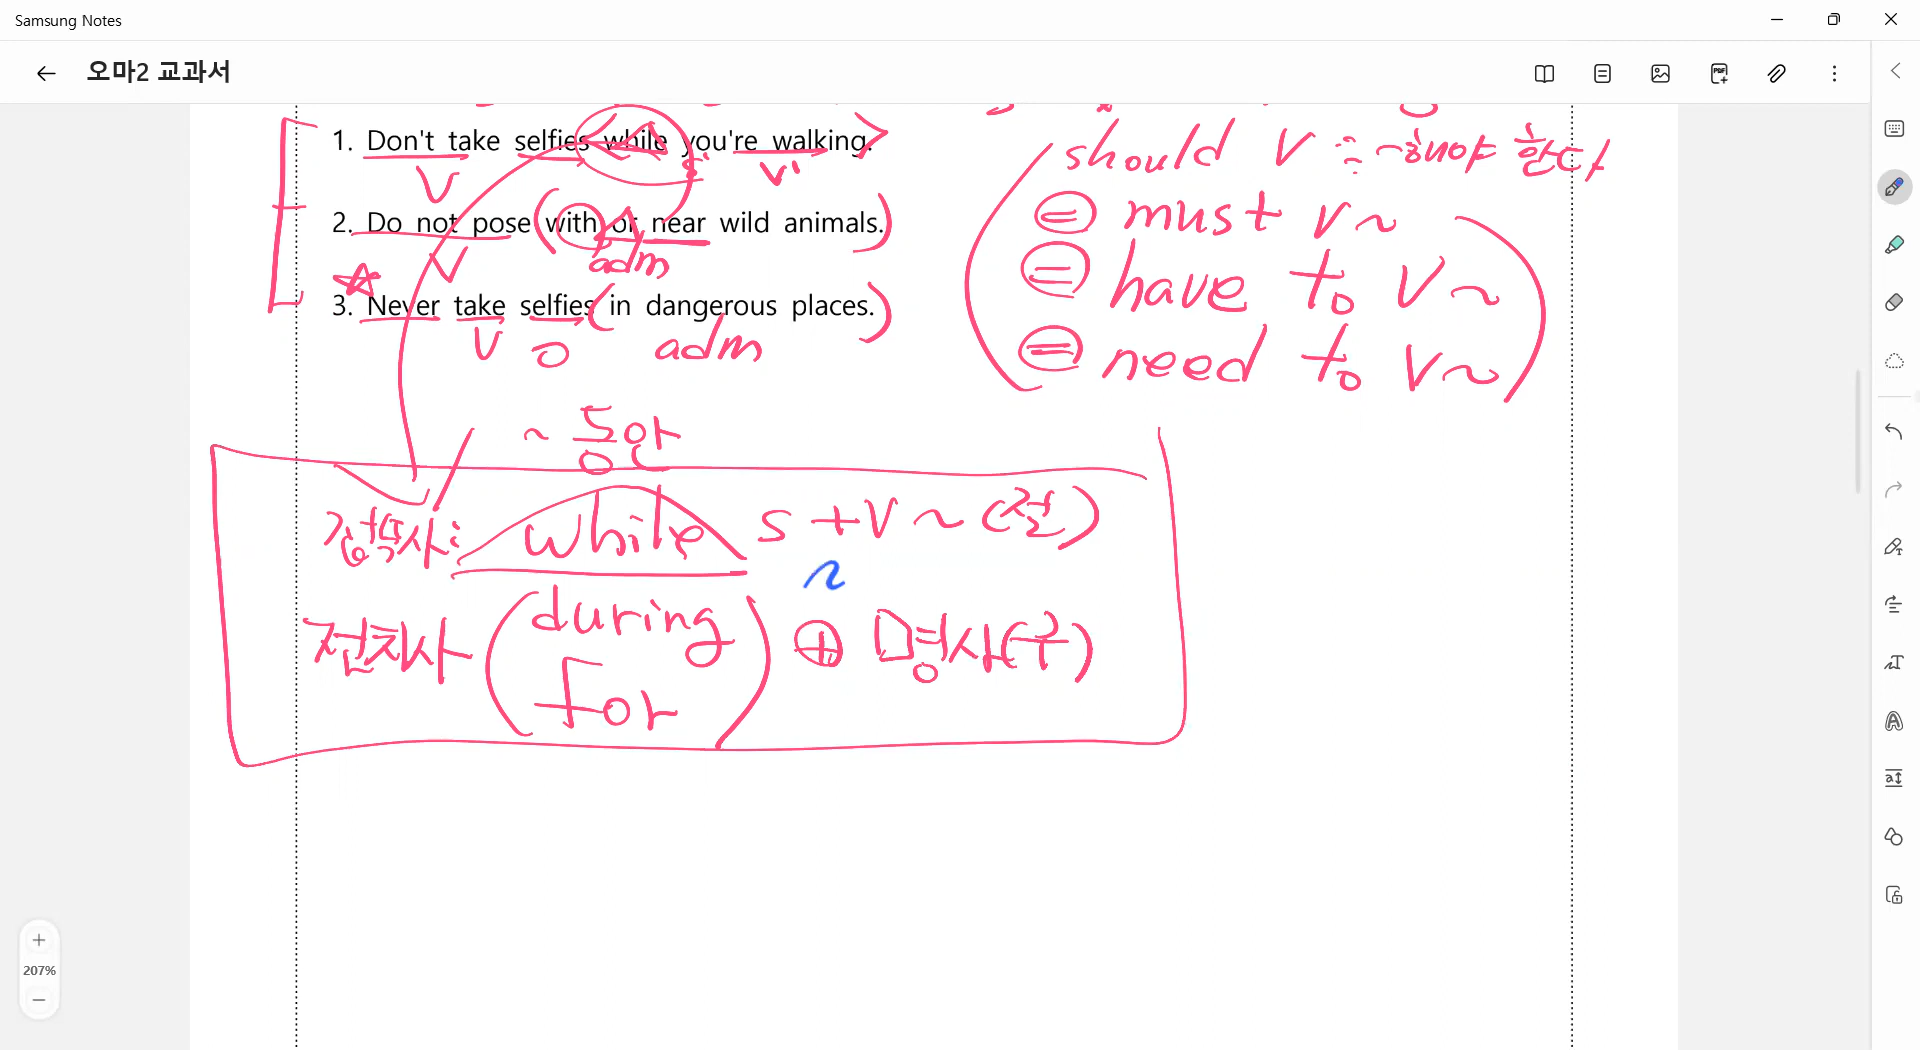 Samsung Notes
오마2 교과서
1. Don't take selfies while you're walking.
V s' V'
2. Do not pose with or near wild animals.
V adm
3. Never take selfies in dangerous places.
V O adm
should V : ~해야 한다
= must V~
= have to V~
= need to V~
~ 동안
접속사: while S + V ~ (절)
전치사 ( during for ) + 명사(구)
207%